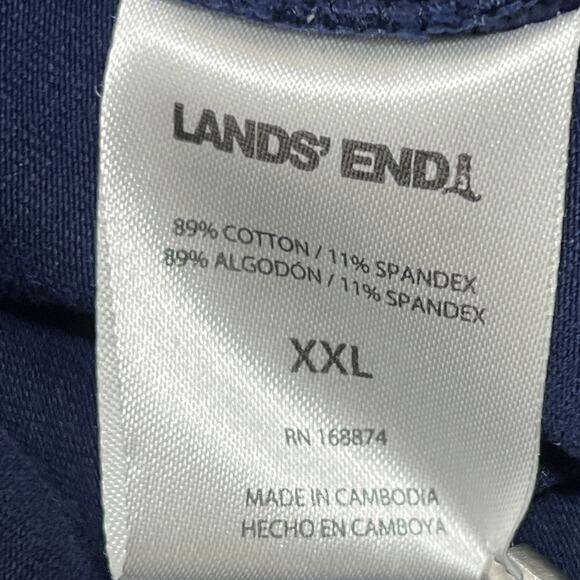 LANDS' END
89% COTTON / 11% SPANDEX
89% ALGODÓN / 11% SPANDEX
XXL
RN 168874
MADE IN CAMBODIA
HECHO EN CAMBOYA